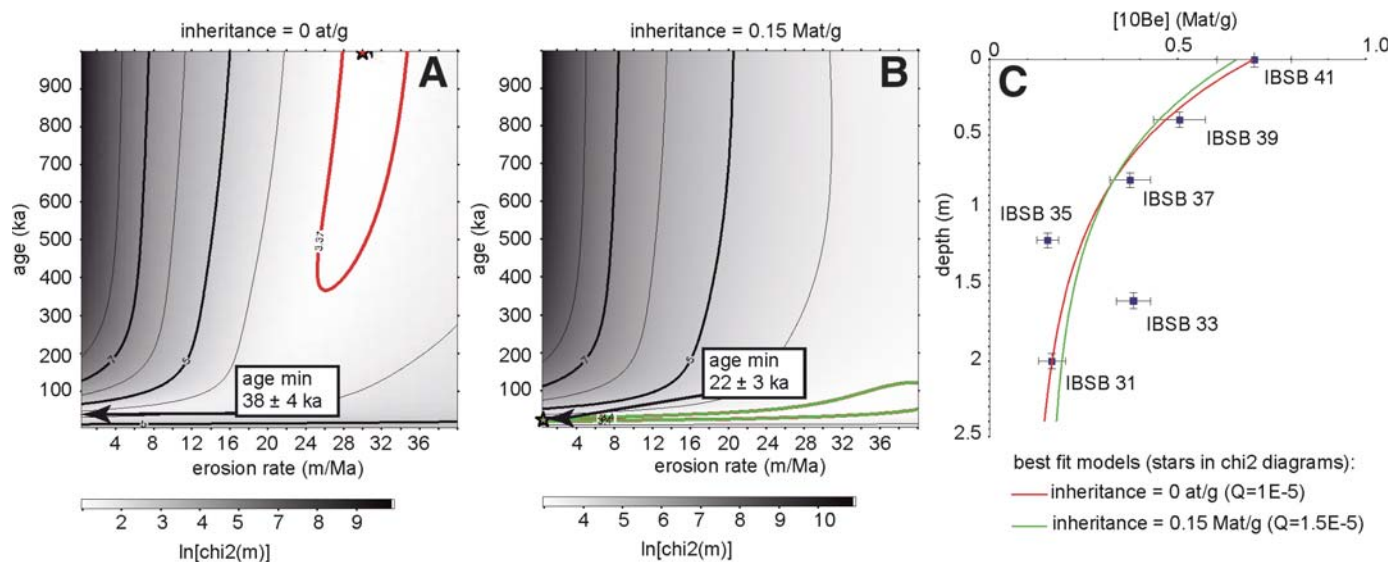 inheritance = 0 at/g
A
900
800
700
600
500
400
300
200
100
age (ka)
3.37
7
5
age min
38 ± 4 ka
4 8 12 16 20 24 28 32 36
erosion rate (m/Ma)
2 4 5 6 7 8 9
ln[chi2(m)]
inheritance = 0.15 Mat/g
B
900
800
700
600
500
400
300
200
100
age (ka)
7
5
age min
22 ± 3 ka
4 8 12 16 20 24 28 32 36
erosion rate (m/Ma)
4 5 6 7 8 9 10
ln[chi2(m)]
[10Be] (Mat/g)
0 0.5 1.0
C
0
0.5
1
1.5
2
2.5
depth (m)
IBSB 41
IBSB 39
IBSB 37
IBSB 35
IBSB 33
IBSB 31
best fit models (stars in chi2 diagrams):
inheritance = 0 at/g (Q=1E-5)
inheritance = 0.15 Mat/g (Q=1.5E-5)